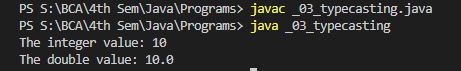 PS S:\BCA\4th Sem\Java\Programs> javac _03_typecasting.java
PS S:\BCA\4th Sem\Java\Programs> java _03_typecasting
The integer value: 10
The double value: 10.0